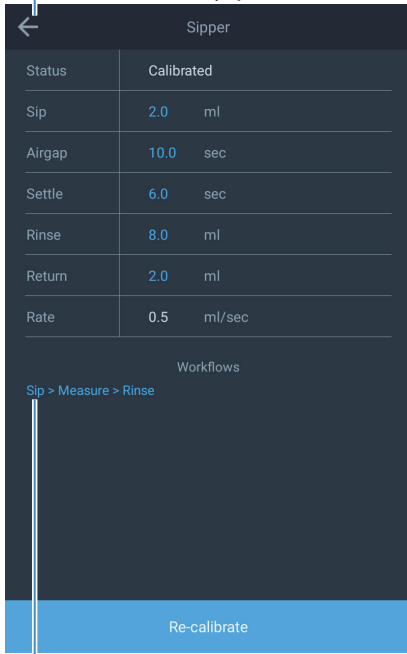 Sipper
Status Calibrated
Sip 2.0 ml
Airgap 10.0 sec
Settle 6.0 sec
Rinse 8.0 ml
Return 2.0 ml
Rate 0.5 ml/sec
Workflows
Sip > Measure > Rinse
Re-calibrate